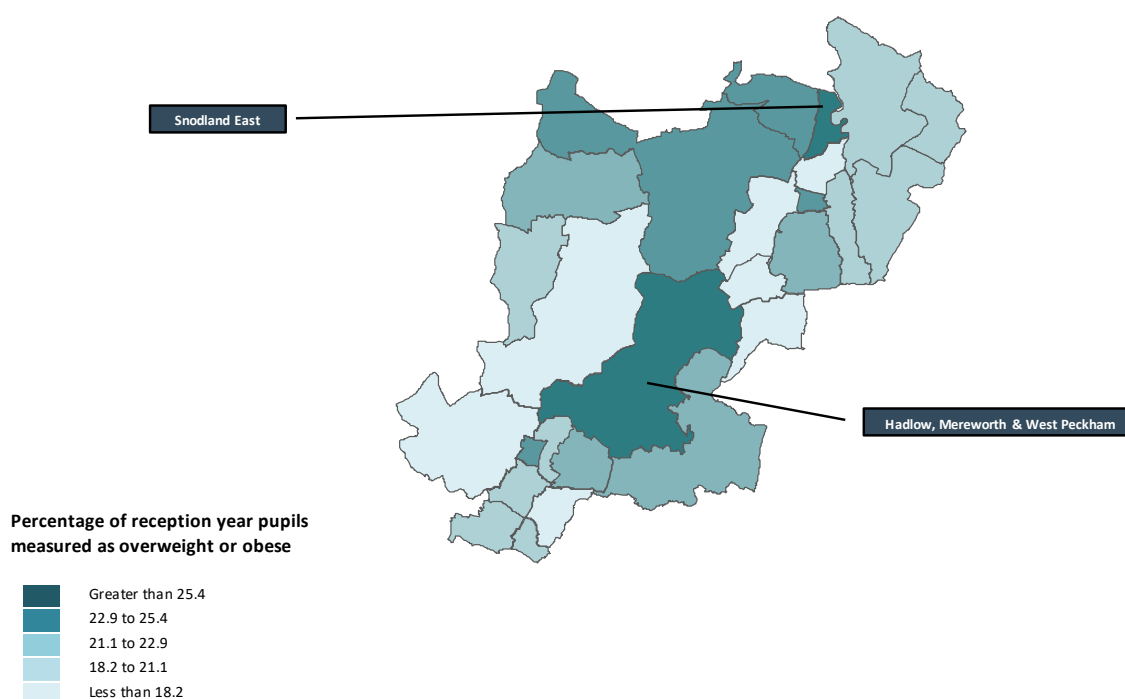 Snodland East
Hadlow, Mereworth & West Peckham
Percentage of reception year pupils
measured as overweight or obese
Greater than 25.4
22.9 to 25.4
21.1 to 22.9
18.2 to 21.1
Less than 18.2